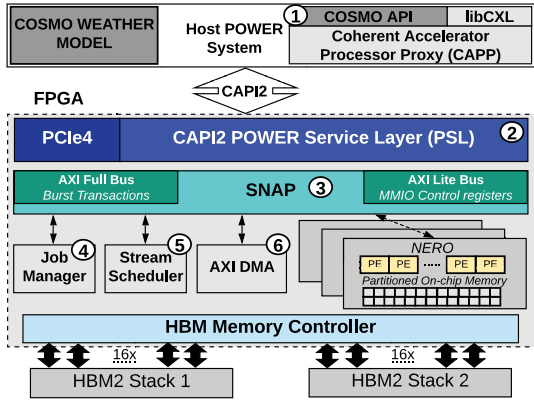 COSMO WEATHER
MODEL
Host POWER
System
1
COSMO API
libCXL
Coherent Accelerator
Processor Proxy (CAPP)
CAPI2
FPGA
PCIe4
CAPI2 POWER Service Layer (PSL)
2
AXI Full Bus
Burst Transactions
SNAP
3
AXI Lite Bus
MMIO Control registers
Job
Manager
4
Stream
Scheduler
5
AXI DMA
6
NERO
PE PE ..... PE PE
Partitioned On-chip Memory
HBM Memory Controller
16x
16x
HBM2 Stack 1
HBM2 Stack 2